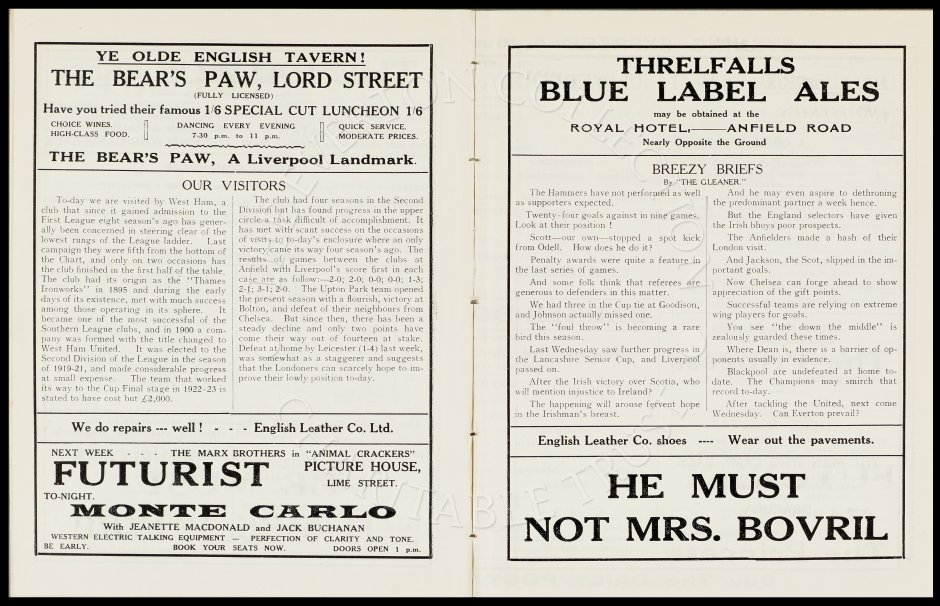 YE OLDE ENGLISH TAVERN!
THE BEAR'S PAW, LORD STREET
(FULLY LICENSED)
Have you tried their famous 1/6 SPECIAL CUT LUNCHEON 1/6
CHOICE WINES.
HIGH-CLASS FOOD.
DANCING EVERY EVENING
7-30 p.m. to 11 p.m.
QUICK SERVICE.
MODERATE PRICES.
THE BEAR'S PAW, A Liverpool Landmark.
OUR VISITORS
To-day we are visited by West Ham, a
club that since it gained admission to the
First League eight season's ago has gener-
ally been concerned in steering clear of the
lowest rungs of the League ladder. Last
campaign they were fifth from the bottom of
the Chart, and only on two occasions has
the club finished in the first half of the table.
The club had its origin as the "Thames
Ironworks" in 1895 and during the early
days of its existence, met with much success
among those operating in its sphere. It
became one of the most successful of the
Southern League clubs, and in 1900 a com-
pany was formed with the title changed to
West Ham United. It was elected to the
Second Division of the League in the season
of 1919-21, and made considerable progress
at small expense. The team that worked
its way to the Cup Final stage in 1922-23 is
stated to have cost but £2,000.
The club had four seasons in the Second
Division but has found progress in the upper
circle a task difficult of accomplishment. It
has met with scant success on the occasions
of visits to to-day's enclosure where an only
victory came its way four season's ago. The
results of games between the clubs at
Anfield with Liverpool's score first in each
case are as follow:—2-0; 2-0; 0-0; 0-0; 1-3;
2-1; 3-1; 2-0. The Upton Park team opened
the present season with a flourish, victory at
Bolton, and defeat of their neighbours from
Chelsea. But since then, there has been a
steady decline and only two points have
come their way out of fourteen at stake.
Defeat at home by Leicester (1-4) last week,
was somewhat as a staggerer and suggests
that the Londoners can scarcely hope to im-
prove their lowly position to-day.
We do repairs --- well ! - - - English Leather Co. Ltd.
NEXT WEEK - - - THE MARX BROTHERS in "ANIMAL CRACKERS"
FUTURIST PICTURE HOUSE,
LIME STREET.
TO-NIGHT.
MONTE CARLO
With JEANETTE MACDONALD and JACK BUCHANAN
WESTERN ELECTRIC TALKING EQUIPMENT — PERFECTION OF CLARITY AND TONE.
BE EARLY. BOOK YOUR SEATS NOW. DOORS OPEN 1 p.m.
THRELFALLS
BLUE LABEL ALES
may be obtained at the
ROYAL HOTEL,——ANFIELD ROAD
Nearly Opposite the Ground
BREEZY BRIEFS
By "THE GLEANER."
The Hammers have not performed as well
as supporters expected.
Twenty-four goals against in nine games.
Look at their position !
Scott—our own—stopped a spot kick
from Odell. How does he do it?
Penalty awards were quite a feature in
the last series of games.
And some folk think that referees are
generous to defenders in this matter.
We had three in the Cup tie at Goodison,
and Johnson actually missed one.
The "foul throw" is becoming a rare
bird this season.
Last Wednesday saw further progress in
the Lancashire Senior Cup, and Liverpool
passed on.
After the Irish victory over Scotia, who
will mention injustice to Ireland?
The happening will arouse fervent hope
in the Irishman's breast.
And he may even aspire to dethroning
the predominant partner a week hence.
But the England selectors have given
the Irish bhoys poor prospects.
The Anfielders made a hash of their
London visit.
And Jackson, the Scot, slipped in the im-
portant goals.
Now Chelsea can forge ahead to show
appreciation of the gift points.
Successful teams are relying on extreme
wing players for goals.
You see "the down the middle" is
zealously guarded these times.
Where Dean is, there is a barrier of op-
ponents usually in evidence.
Blackpool are undefeated at home to-
date. The Champions may smirch that
record to-day.
After tackling the United, next come
Wednesday. Can Everton prevail?
English Leather Co. shoes ---- Wear out the pavements.
HE MUST
NOT MRS. BOVRIL